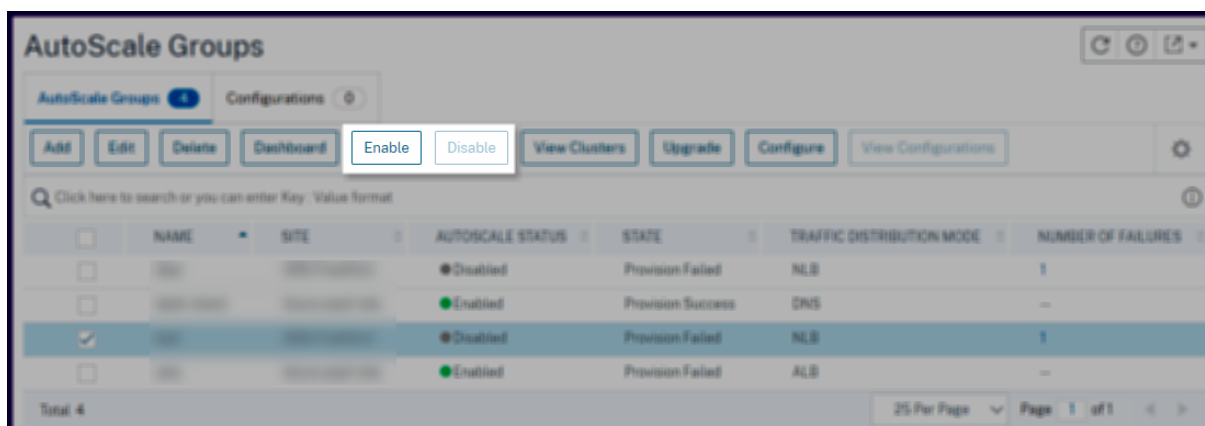 AutoScale Groups
AutoScale Groups 4 Configurations 0
Add Edit Delete Dashboard Enable Disable View Clusters Upgrade Configure View Configurations
Click here to search or you can enter Key : Value format
NAME SITE AUTOSCALE STATUS STATE TRAFFIC DISTRIBUTION MODE NUMBER OF FAILURES
Disabled Provision Failed NLB 1
Enabled Provision Success DNS --
Disabled Provision Failed NLB 1
Enabled Provision Failed ALB --
Total 4 25 Per Page Page 1 of 1